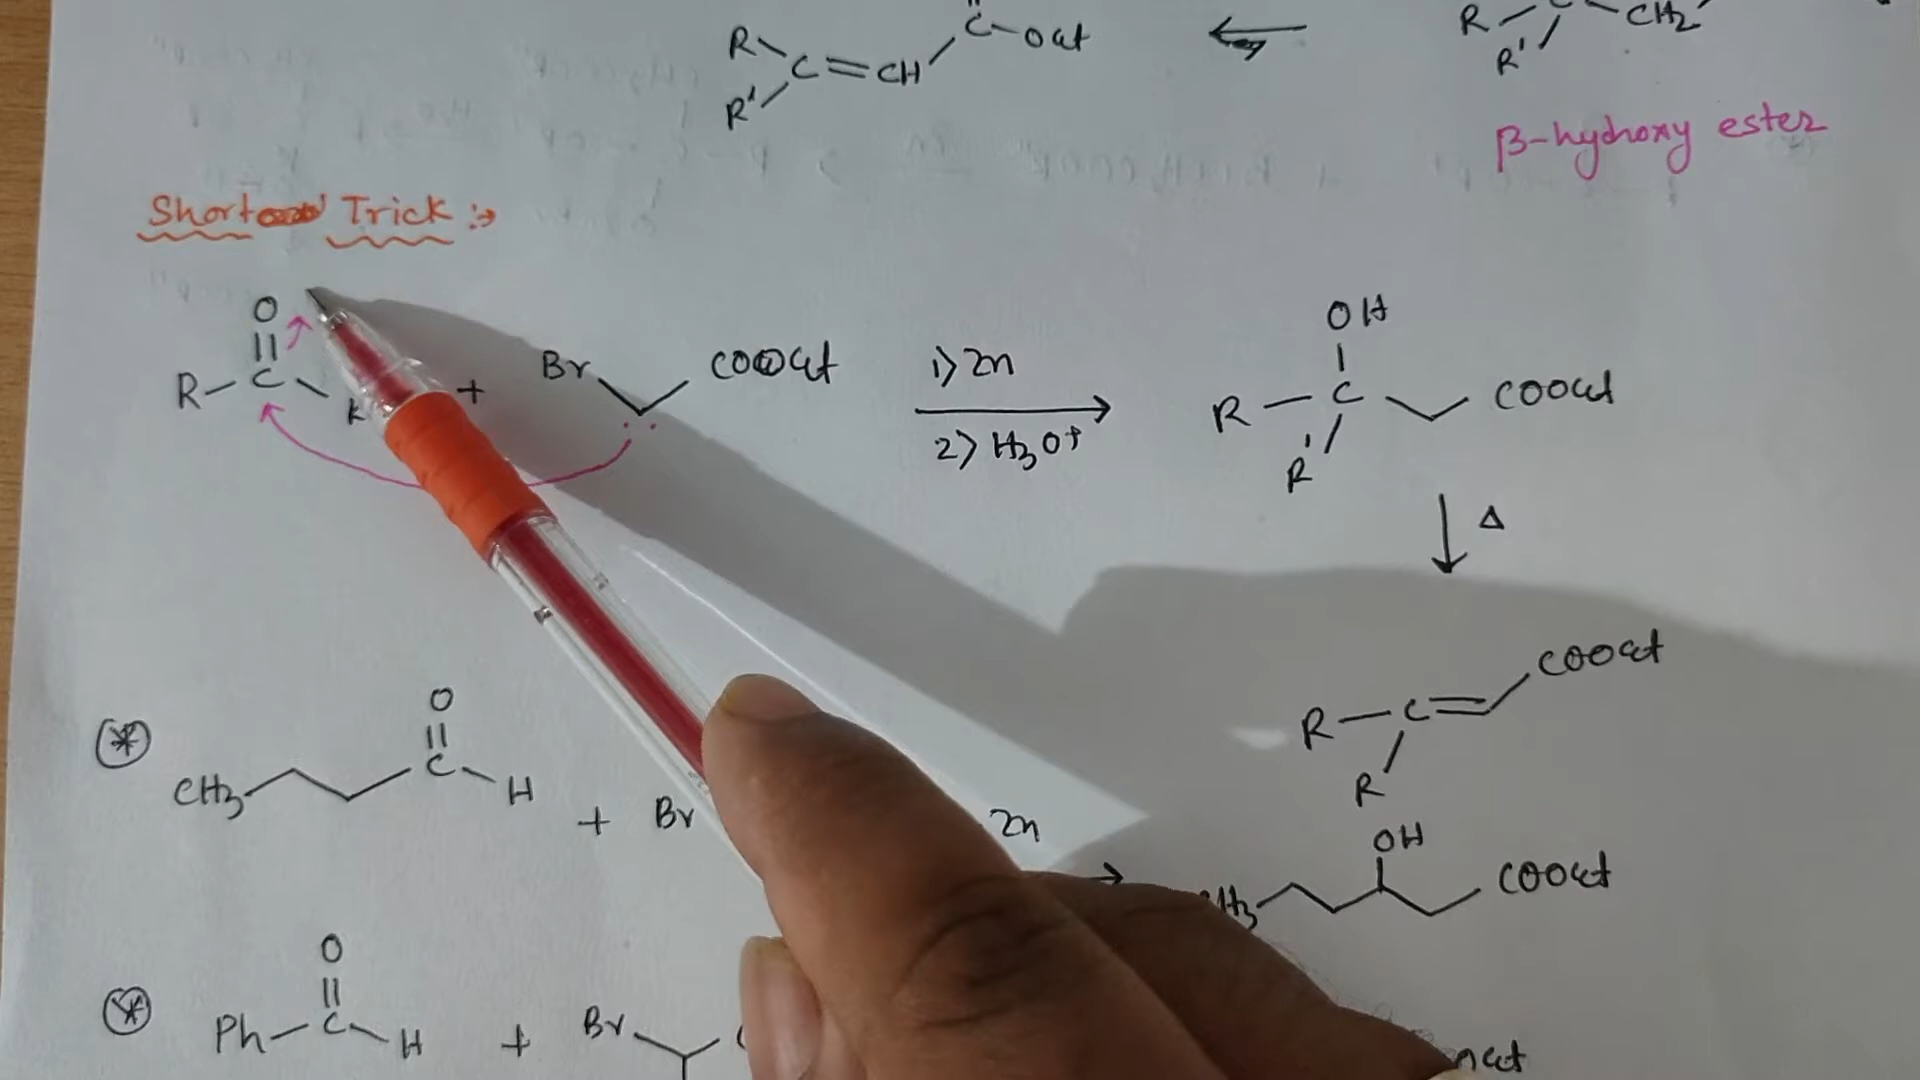 R C=CH C-OEt
R'
R C-CH2
R'
β-hydroxy ester
Short Trick :→
O
||
R-C + Br COOEt 1) Zn
2) H3O+
OH
R-C COOEt
R'
Δ
R-C= COOEt
R
O
||
CH3 C-H + Br Zn
OH
COOEt
O
||
Ph-C-H + Br